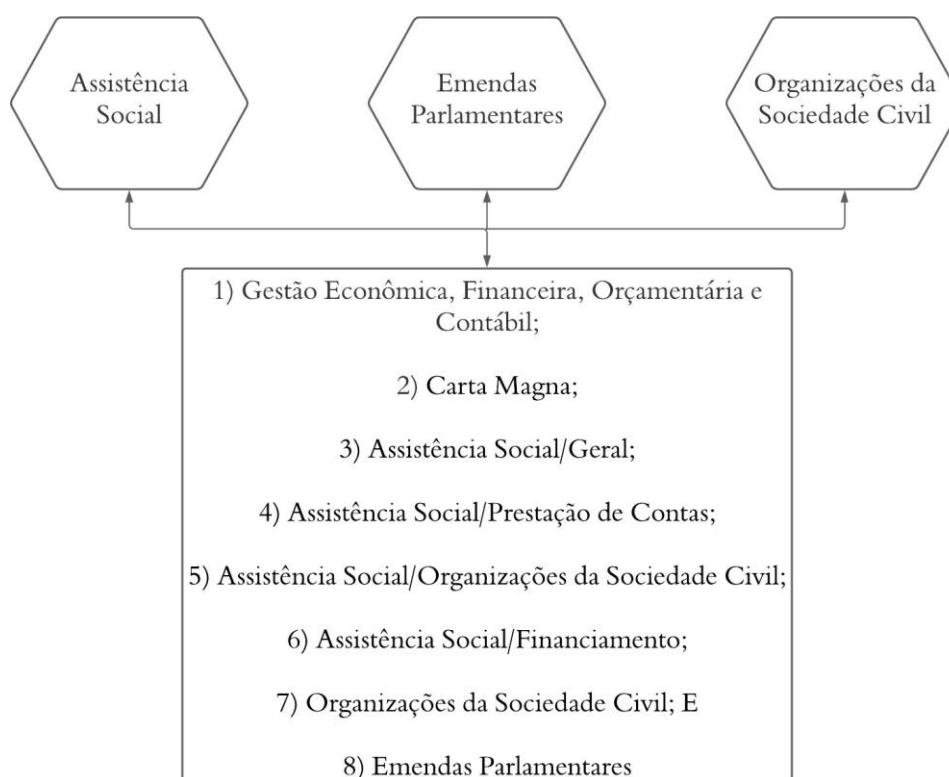 Assistência
Social
Emendas
Parlamentares
Organizações da
Sociedade Civil
1) Gestão Econômica, Financeira, Orçamentária e
Contábil;
2) Carta Magna;
3) Assistência Social/Geral;
4) Assistência Social/Prestação de Contas;
5) Assistência Social/Organizações da Sociedade Civil;
6) Assistência Social/Financiamento;
7) Organizações da Sociedade Civil; E
8) Emendas Parlamentares